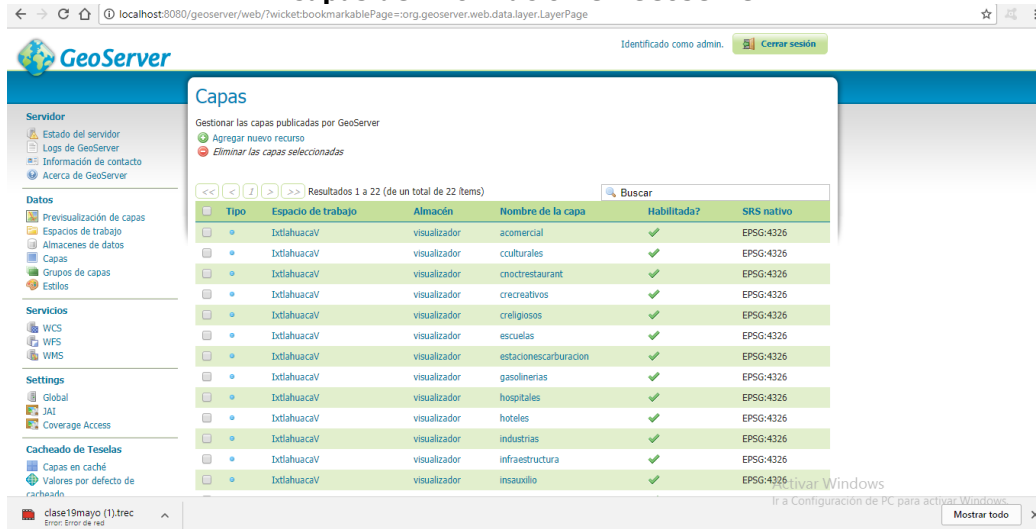 localhost:8080/geoserver/web/?wicket:bookmarkablePage=:org.geoserver.web.data.layer.LayerPage
GeoServer
Identificado como admin.
Cerrar sesión
Servidor
Estado del servidor
Logs de GeoServer
Información de contacto
Acerca de GeoServer
Datos
Previsualización de capas
Espacios de trabajo
Almacenes de datos
Capas
Grupos de capas
Estilos
Servicios
WCS
WFS
WMS
Settings
Global
JAI
Coverage Access
Cacheado de Teselas
Capas en caché
Valores por defecto de
cacheado
Capas
Gestionar las capas publicadas por GeoServer
Agregar nuevo recurso
Eliminar las capas seleccionadas
<< < 1 > >> Resultados 1 a 22 (de un total de 22 ítems) Buscar
Tipo Espacio de trabajo Almacén Nombre de la capa Habilitada? SRS nativo
IxtlahuacaV visualizador acomercial EPSG:4326
IxtlahuacaV visualizador cculturales EPSG:4326
IxtlahuacaV visualizador cnoctrestaurant EPSG:4326
IxtlahuacaV visualizador crecreativos EPSG:4326
IxtlahuacaV visualizador creligiosos EPSG:4326
IxtlahuacaV visualizador escuelas EPSG:4326
IxtlahuacaV visualizador estacionescarburacion EPSG:4326
IxtlahuacaV visualizador gasolinerias EPSG:4326
IxtlahuacaV visualizador hospitales EPSG:4326
IxtlahuacaV visualizador hoteles EPSG:4326
IxtlahuacaV visualizador industrias EPSG:4326
IxtlahuacaV visualizador infraestructura EPSG:4326
IxtlahuacaV visualizador insauxilio EPSG:4326
Activar Windows
Ir a Configuración de PC para activar Windows.
clase19mayo (1).trec
Error: Error de red
Mostrar todo